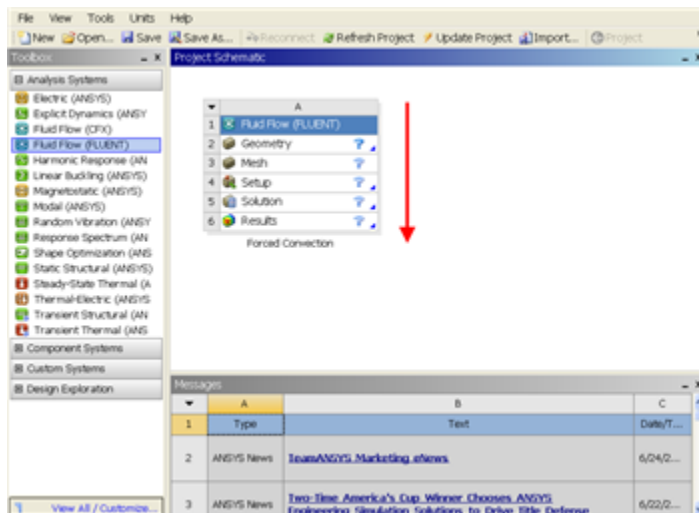 File View Tools Units Help
New Open... Save Save As... Reconnect Refresh Project Update Project Import... Project
Toolbox
Analysis Systems
Electric (ANSYS)
Explicit Dynamics (ANSY
Fluid Flow (CFX)
Fluid Flow (FLUENT)
Harmonic Response (AN
Linear Buckling (ANSYS)
Magnetostatic (ANSYS)
Modal (ANSYS)
Random Vibration (ANSY
Response Spectrum (AN
Shape Optimization (ANS
Static Structural (ANSYS)
Steady-State Thermal (A
Thermal-Electric (ANSYS
Transient Structural (AN
Transient Thermal (ANS
Component Systems
Custom Systems
Design Exploration
View All / Customize...
Project Schematic
A
1 Fluid Flow (FLUENT)
2 Geometry ?
3 Mesh ?
4 Setup ?
5 Solution ?
6 Results ?
Forced Convection
Messages
A B C
1 Type Text Date/T...
2 ANSYS News TeamANSYS Marketing eNews 6/24/2...
3 ANSYS News Two-Time America's Cup Winner Chooses ANSYS 6/22/2...
Engineering Simulation Solutions to Drive Title Defense